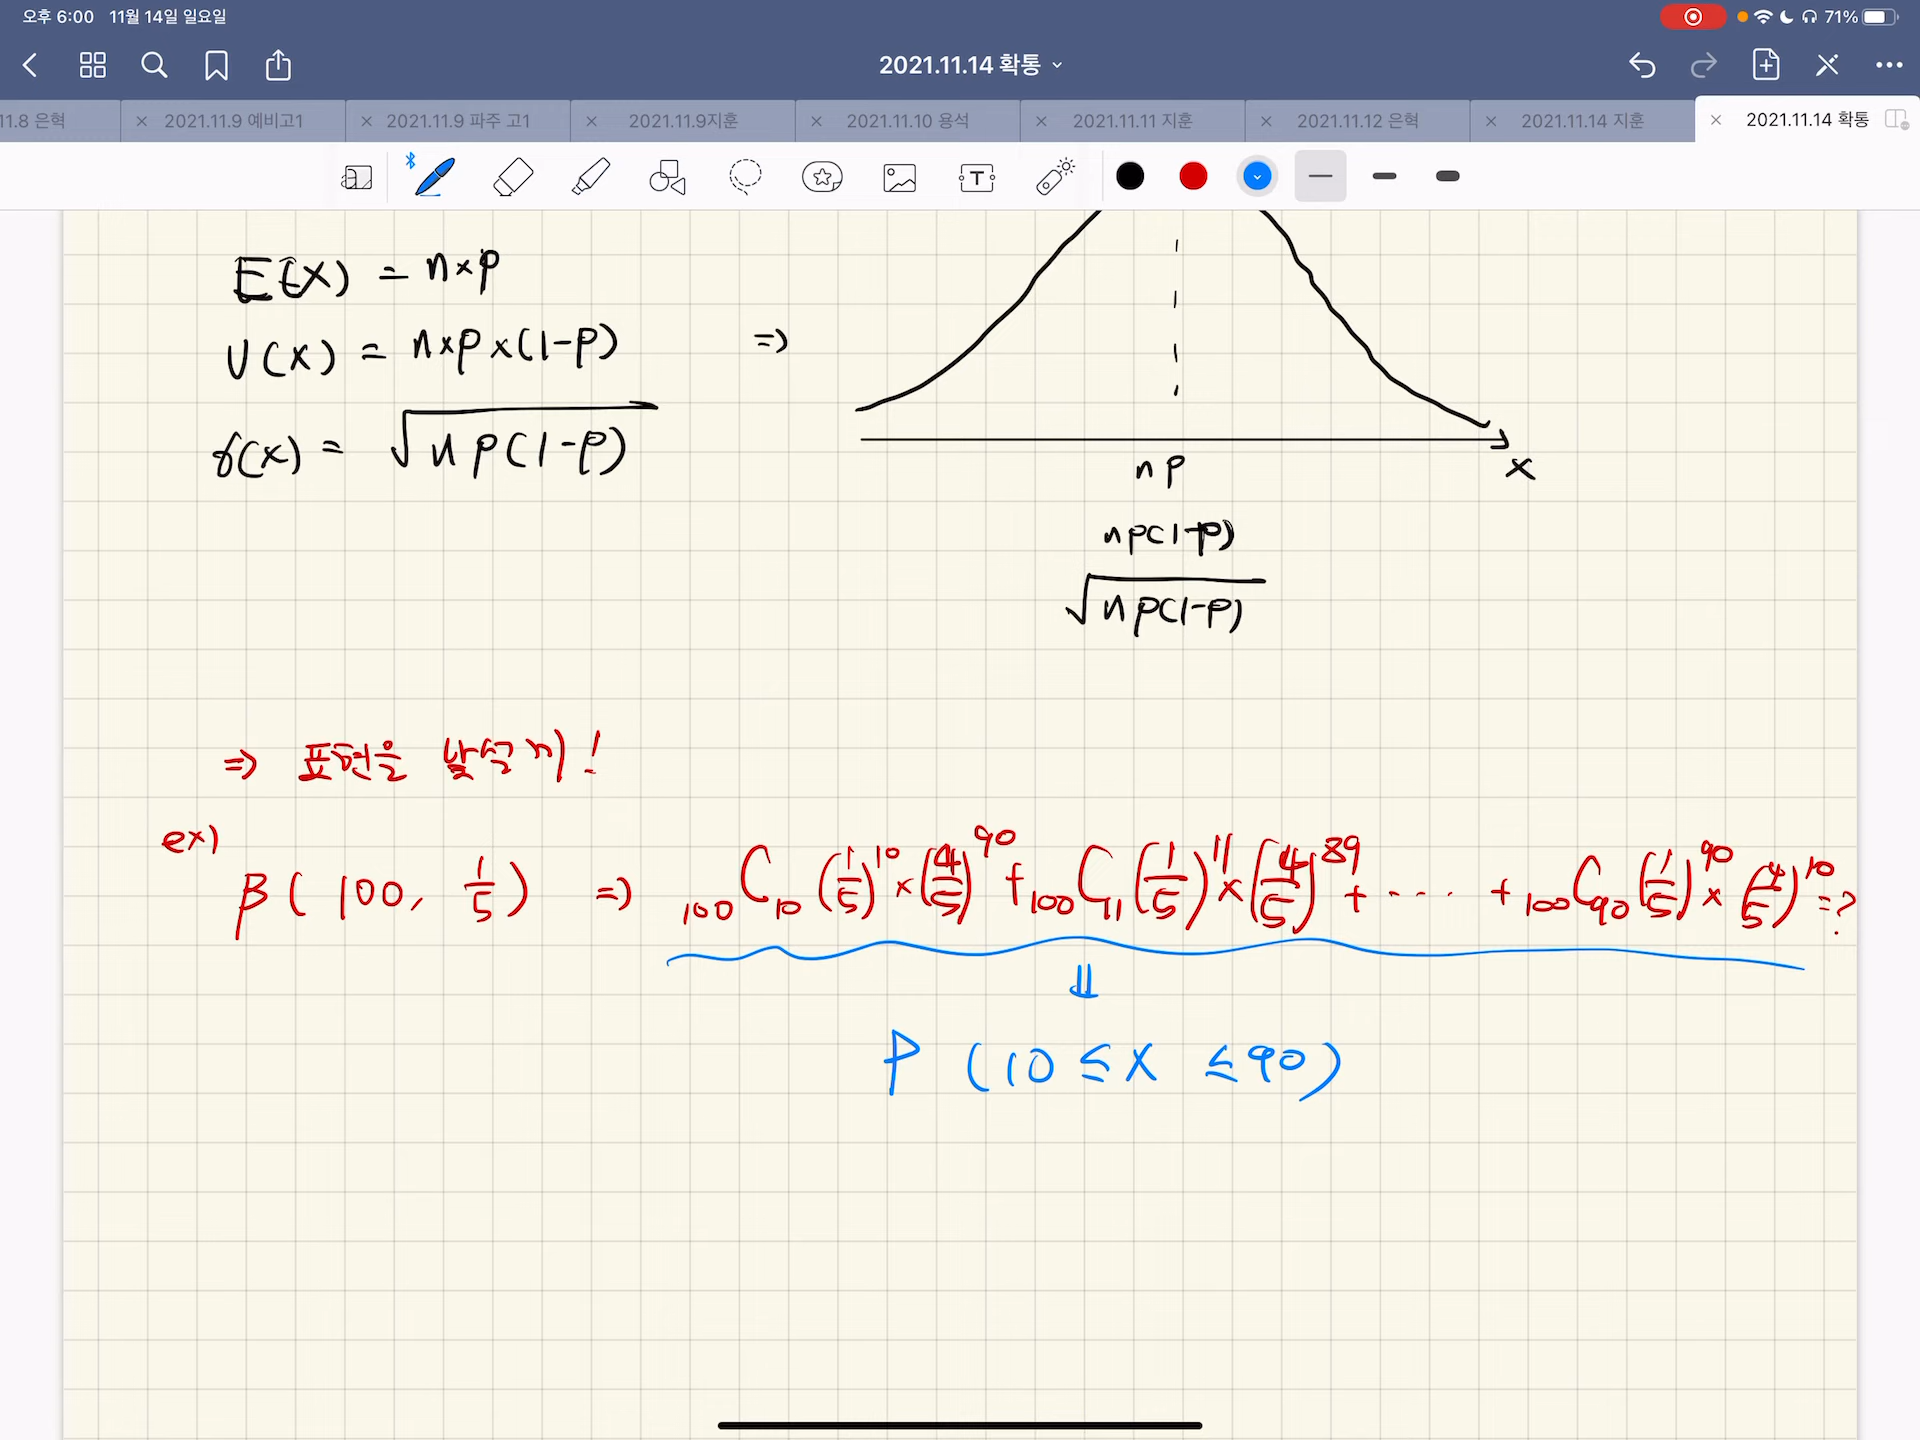 오후 6:00 11월 14일 일요일 71%
2021.11.14 확통
11.8 은혁 2021.11.9 예비고1 2021.11.9 파주 고1 2021.11.9지훈 2021.11.10 용석 2021.11.11 지훈 2021.11.12 은혁 2021.11.14 지훈 2021.11.14 확통
E(X) = n×p
V(X) = n×p×(1-p) ⇒
σ(x) = √np(1-p)
np x
np(1-p)
√np(1-p)
⇒ 표현을 !
ex)
B(100, 1/5) ⇒ ₁₀₀C₁₀(1/5)¹⁰×(4/5)⁹⁰+₁₀₀C₁₁(1/5)¹¹×(4/5)⁸⁹+ ···· +₁₀₀C₉₀(1/5)⁹⁰×(4/5)¹⁰=?
⇓
P (10 ≤ X ≤ 90)